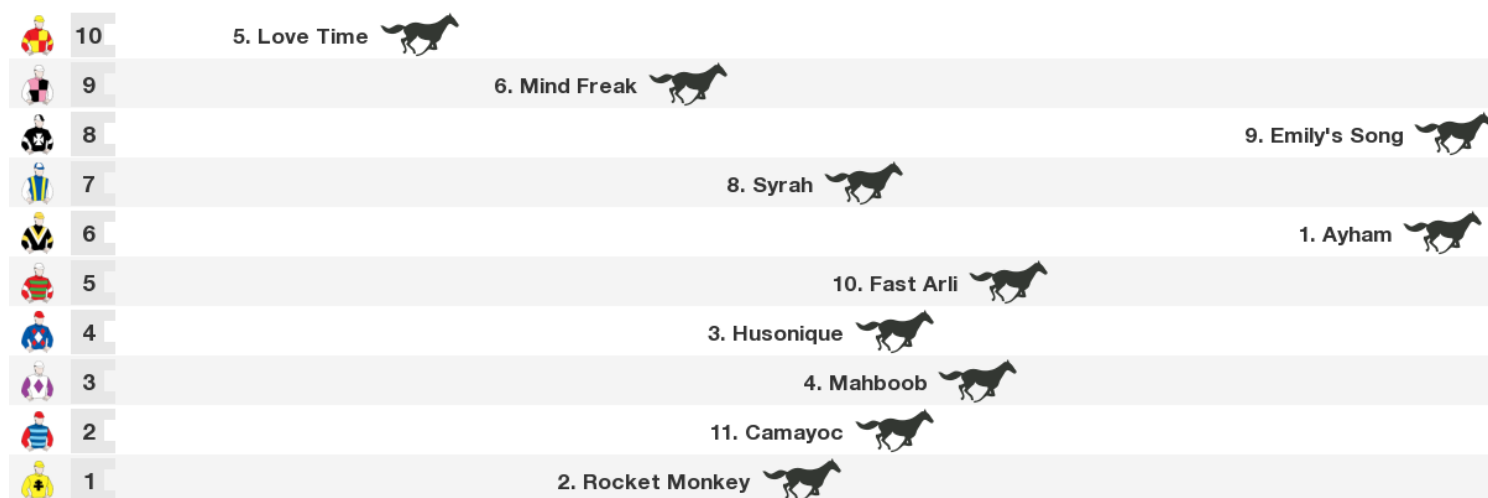 10 5. Love Time
9 6. Mind Freak
8 9. Emily's Song
7 8. Syrah
6 1. Ayham
5 10. Fast Arli
4 3. Husonique
3 4. Mahboob
2 11. Camayoc
1 2. Rocket Monkey